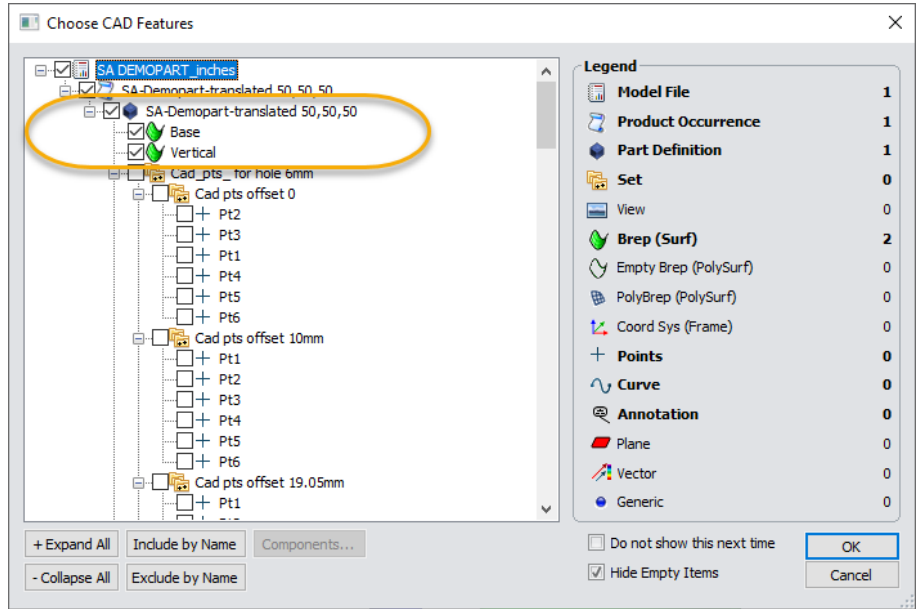 Choose CAD Features
SA DEMOPART_inches
SA-Demopart-translated 50,50,50
SA-Demopart-translated 50,50,50
Base
Vertical
Cad_pts_ for hole 6mm
Cad pts offset 0
Pt2
Pt3
Pt1
Pt4
Pt5
Pt6
Cad pts offset 10mm
Pt1
Pt2
Pt3
Pt4
Pt5
Pt6
Cad pts offset 19.05mm
Pt1
Legend
Model File 1
Product Occurrence 1
Part Definition 1
Set 0
View 0
Brep (Surf) 2
Empty Brep (PolySurf) 0
PolyBrep (PolySurf) 0
Coord Sys (Frame) 0
Points 0
Curve 0
Annotation 0
Plane 0
Vector 0
Generic 0
+ Expand All Include by Name Components...
- Collapse All Exclude by Name
Do not show this next time OK
Hide Empty Items Cancel